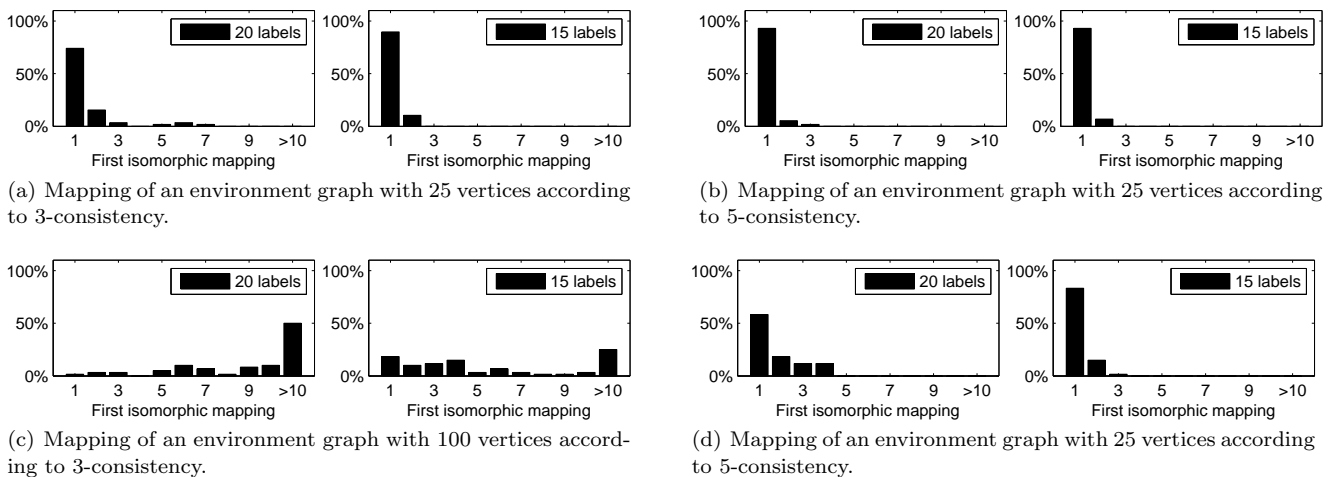 100%
50%
0%
20 labels
1 3 5 7 9 >10
First isomorphic mapping
100%
50%
0%
15 labels
1 3 5 7 9 >10
First isomorphic mapping
(a) Mapping of an environment graph with 25 vertices according
to 3-consistency.
100%
50%
0%
20 labels
1 3 5 7 9 >10
First isomorphic mapping
100%
50%
0%
15 labels
1 3 5 7 9 >10
First isomorphic mapping
(b) Mapping of an environment graph with 25 vertices according
to 5-consistency.
100%
50%
0%
20 labels
1 3 5 7 9 >10
First isomorphic mapping
100%
50%
0%
15 labels
1 3 5 7 9 >10
First isomorphic mapping
(c) Mapping of an environment graph with 100 vertices accord-
ing to 3-consistency.
100%
50%
0%
20 labels
1 3 5 7 9 >10
First isomorphic mapping
100%
50%
0%
15 labels
1 3 5 7 9 >10
First isomorphic mapping
(d) Mapping of an environment graph with 25 vertices according
to 5-consistency.